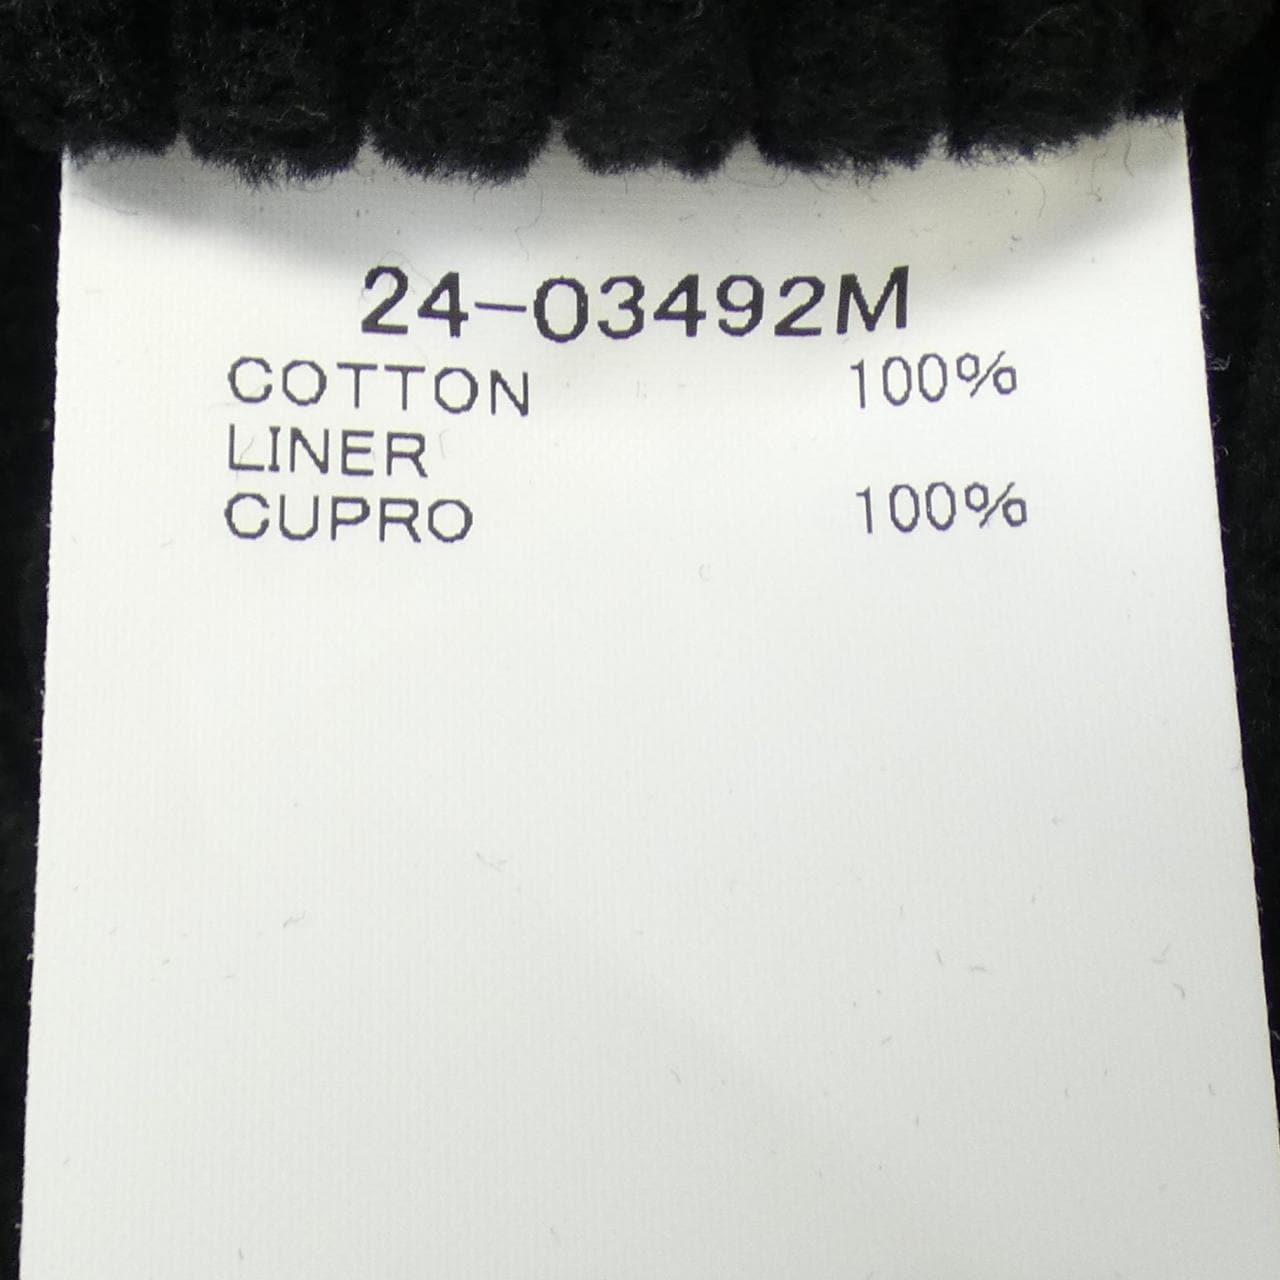 24-03492M
COTTON 100%
LINER
CUPRO 100%